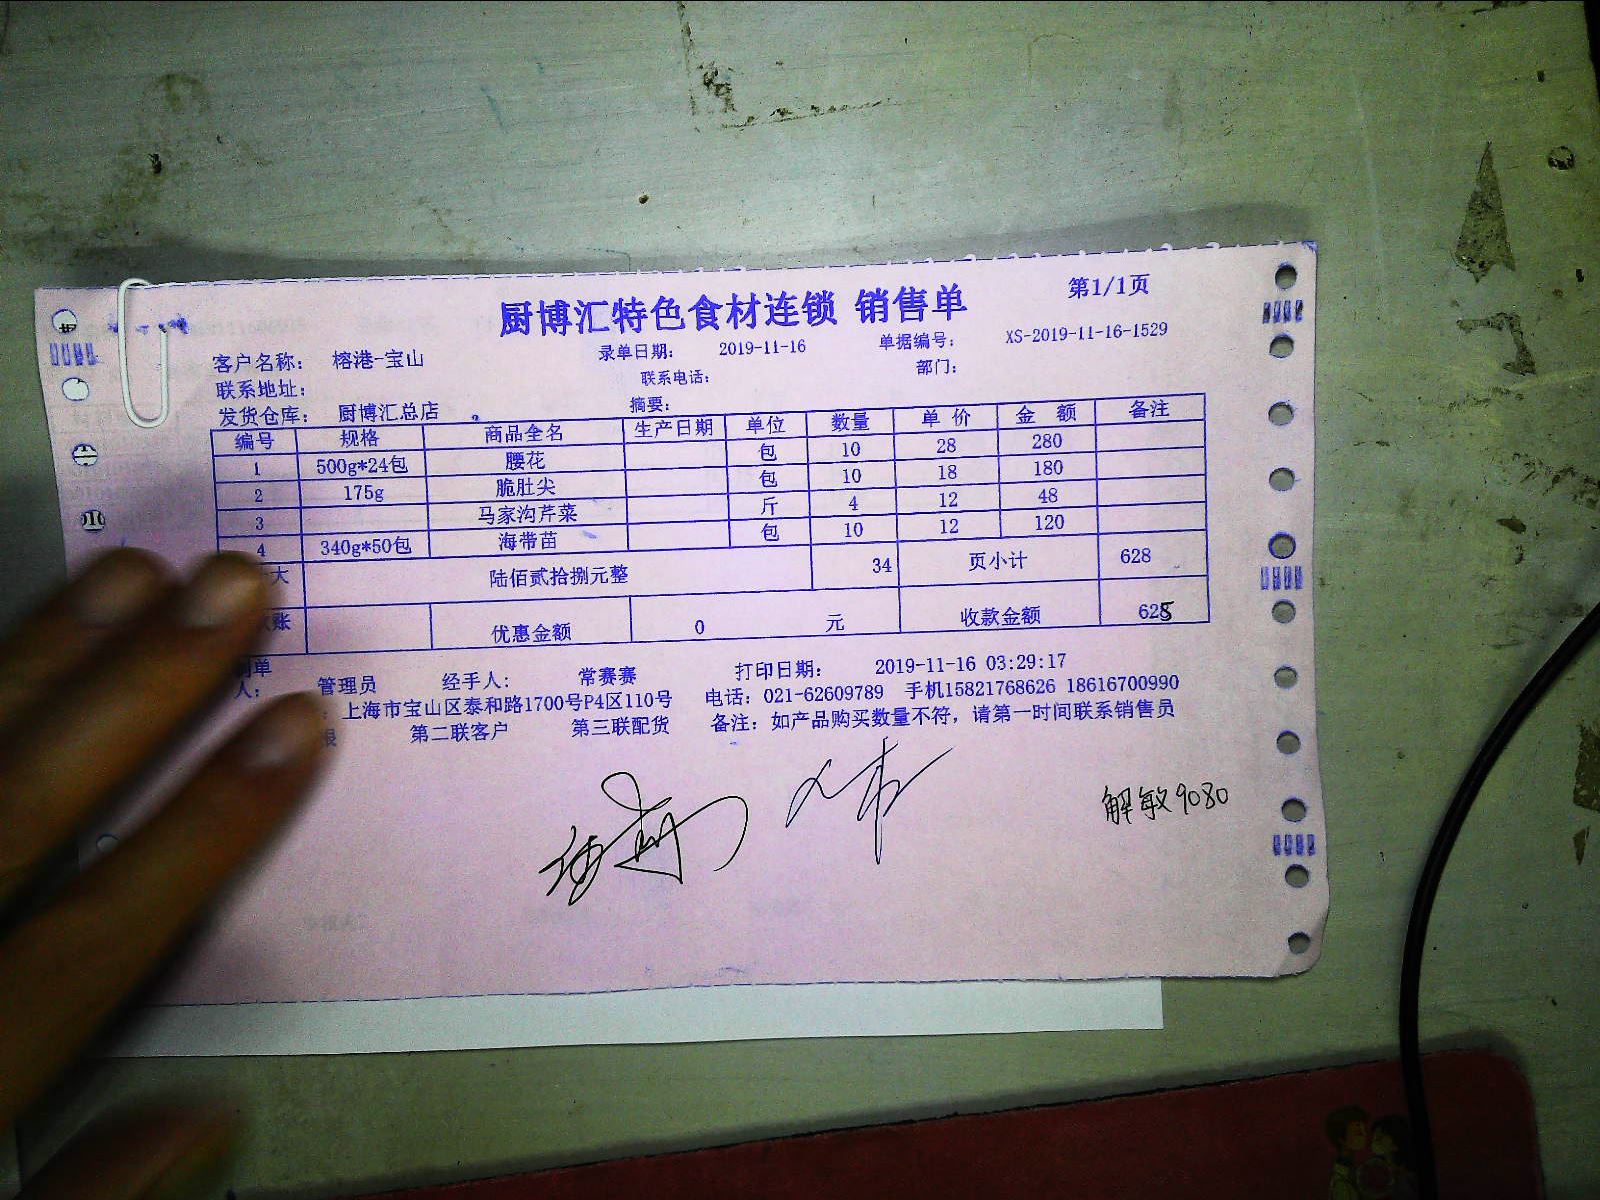 厨博汇特色食材连锁 销售单 第1/1页
客户名称： 榕港-宝山 录单日期： 2019-11-16 单据编号： XS-2019-11-16-1529
联系地址： 联系电话： 部门：
发货仓库： 厨博汇总店 摘要：
编号 规格 商品全名 生产日期 单位 数量 单 价 金 额 备注
1 500g*24包 腰花 包 10 28 280
2 175g 脆肚尖 包 10 18 180
3 马家沟芹菜 斤 4 12 48
4 340g*50包 海带苗 包 10 12 120
大 陆佰贰拾捌元整 34 页小计 628
账 优惠金额 0 元 收款金额 628
单
人： 管理员 经手人： 常赛赛 打印日期： 2019-11-16 03:29:17
：上海市宝山区泰和路1700号P4区110号 电话：021-62609789 手机15821768626 18616700990
第二联客户 第三联配货 备注：如产品购买数量不符，请第一时间联系销售员
解敏9080